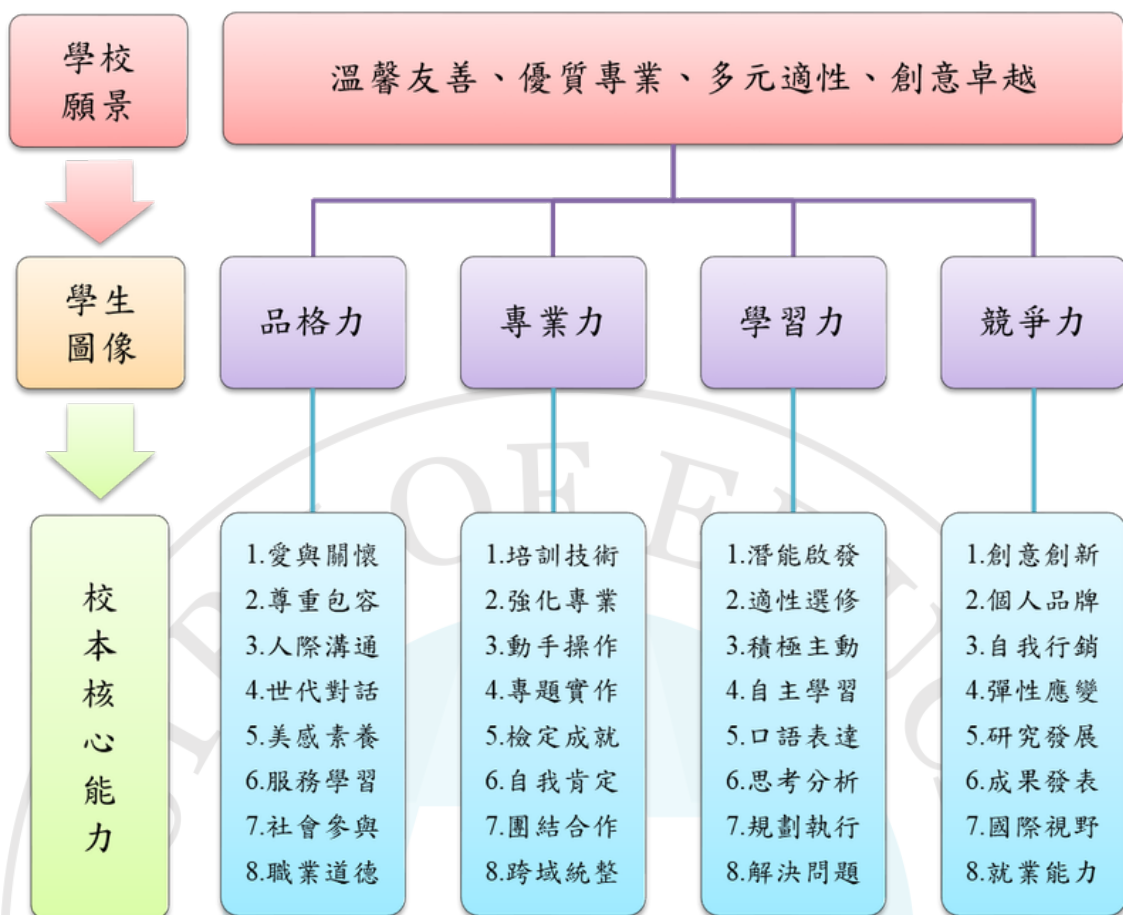 學校
願景
溫馨友善、優質專業、多元適性、創意卓越
學生
圖像
品格力
專業力
學習力
競爭力
校本核心能力
1.愛與關懷
2.尊重包容
3.人際溝通
4.世代對話
5.美感素養
6.服務學習
7.社會參與
8.職業道德
1.培訓技術
2.強化專業
3.動手操作
4.專題實作
5.檢定成就
6.自我肯定
7.團結合作
8.跨域統整
1.潛能啟發
2.適性選修
3.積極主動
4.自主學習
5.口語表達
6.思考分析
7.規劃執行
8.解決問題
1.創意創新
2.個人品牌
3.自我行銷
4.彈性應變
5.研究發展
6.成果發表
7.國際視野
8.就業能力
OF